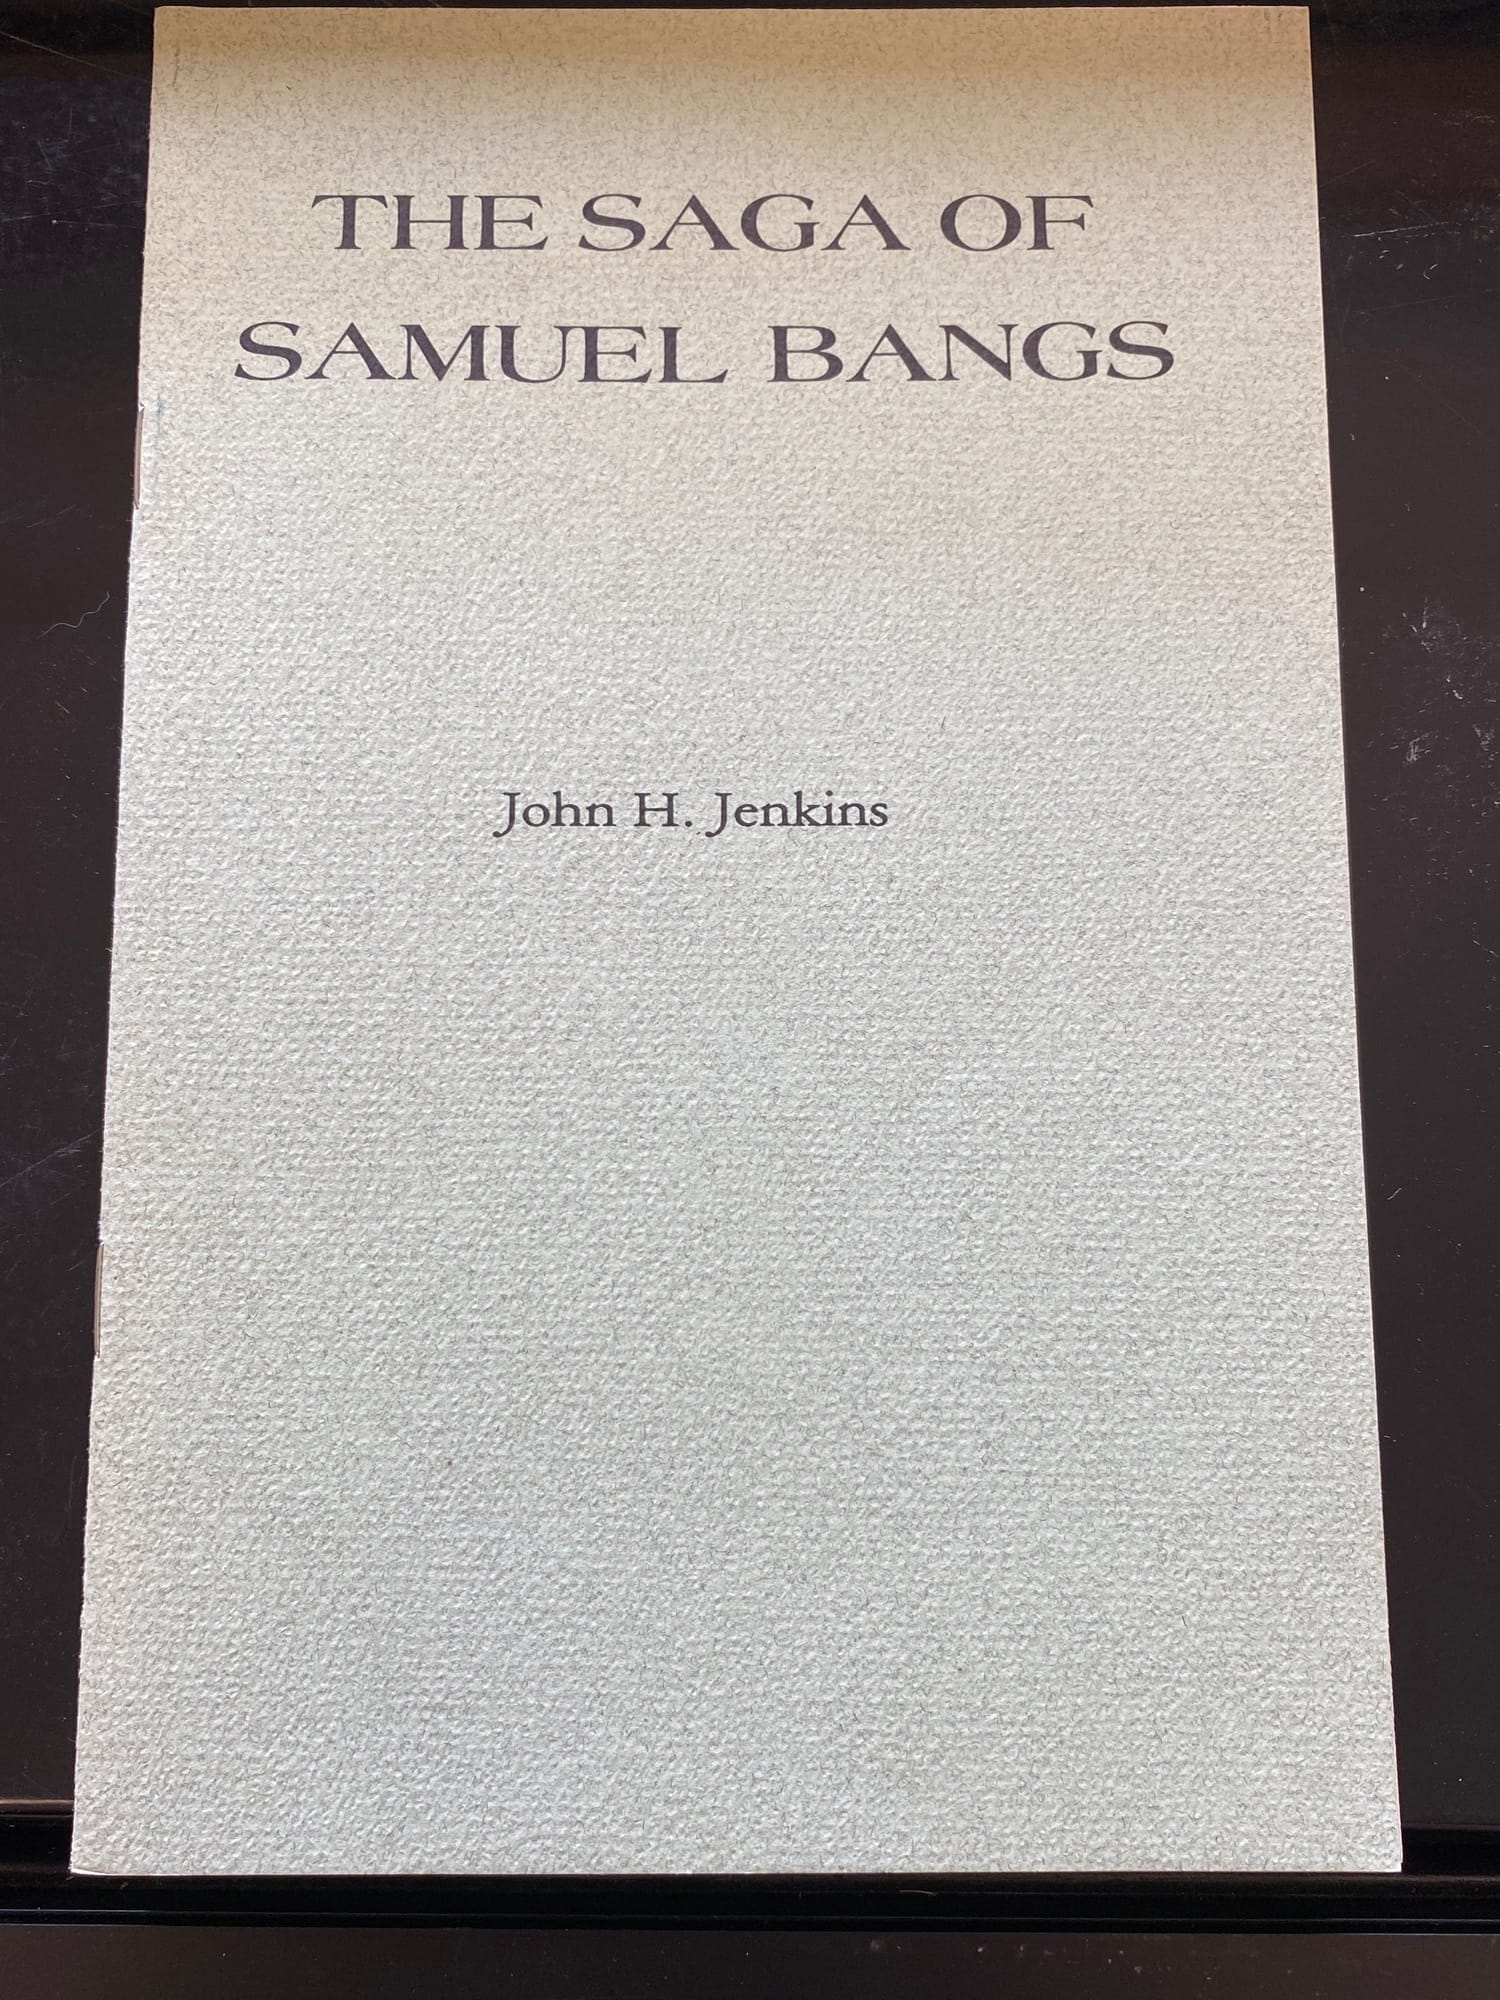 THE SAGA OF
SAMUEL BANGS
John H. Jenkins